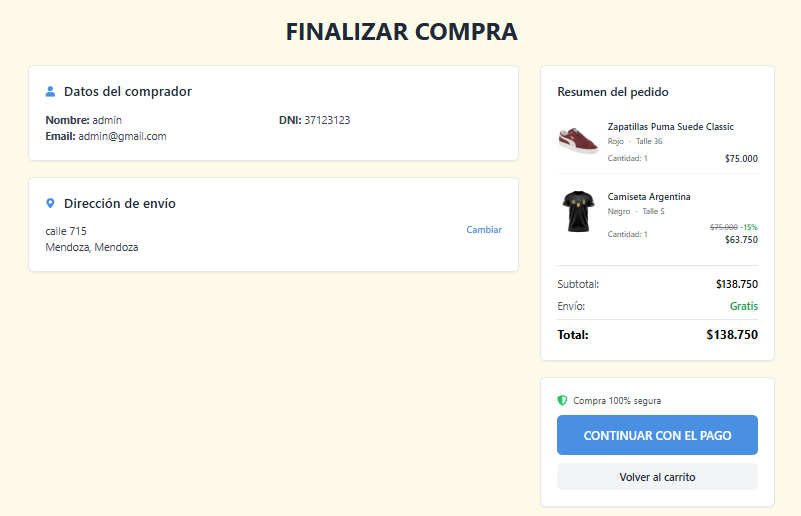 FINALIZAR COMPRA
Datos del comprador
Nombre: admin
DNI: 37123123
Email: admin@gmail.com
Dirección de envío
calle 715
Cambiar
Mendoza, Mendoza
Resumen del pedido
Zapatillas Puma Suede Classic
Rojo · Talle 36
Cantidad: 1
$75.000
Camiseta Argentina
Negro · Talle S
$75.000 -15%
Cantidad: 1
$63.750
Subtotal:
$138.750
Envío:
Gratis
Total:
$138.750
Compra 100% segura
CONTINUAR CON EL PAGO
Volver al carrito